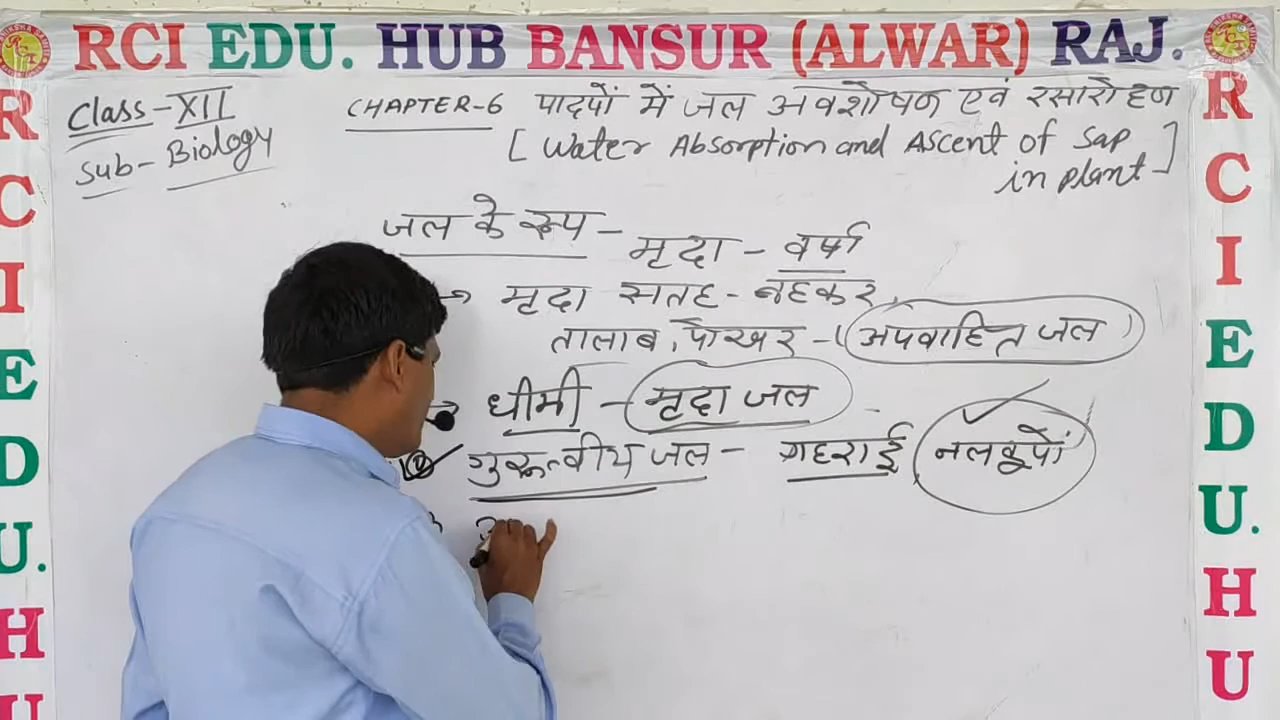 RCI EDU. HUB BANSUR (ALWAR) RAJ.
Class - XII
Sub - Biology
CHAPTER-6 पादपों में जल अवशोषण एवं रसारोहण
[Water Absorption and Ascent of Sap
in plant]
जल के रूप -
मृदा - वर्षा
→ मृदा सतह - बहकर,
तालाब, पोखर - (अपवाहित जल)
→ धीमी - मृदा जल
गुरूत्वीय जल - गहराई नलकूपों
R
C
I
E
D
U.
H
U
R
C
I
E
D
U.
H
U